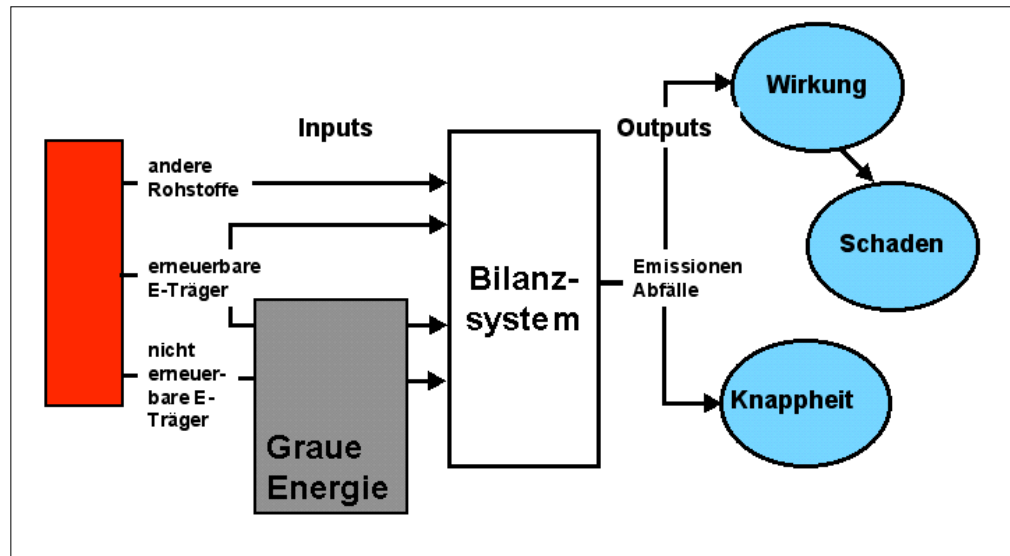 Inputs
andere
Rohstoffe
erneuerbare
E-Träger
nicht
erneuer-
bare E-
Träger
Graue
Energie
Bilanz-
system
Outputs
Emissionen
Abfälle
Wirkung
Schaden
Knappheit